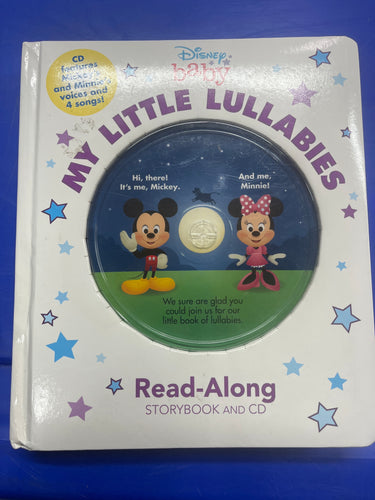 CD
features
Mickey's
and Minnie's
voices and
4 songs!
Disney
baby
MY LITTLE LULLABIES
Hi, there!
It's me, Mickey.
And me,
Minnie!
We sure are glad you
could join us for our
little book of lullabies.
Read-Along
STORYBOOK AND CD